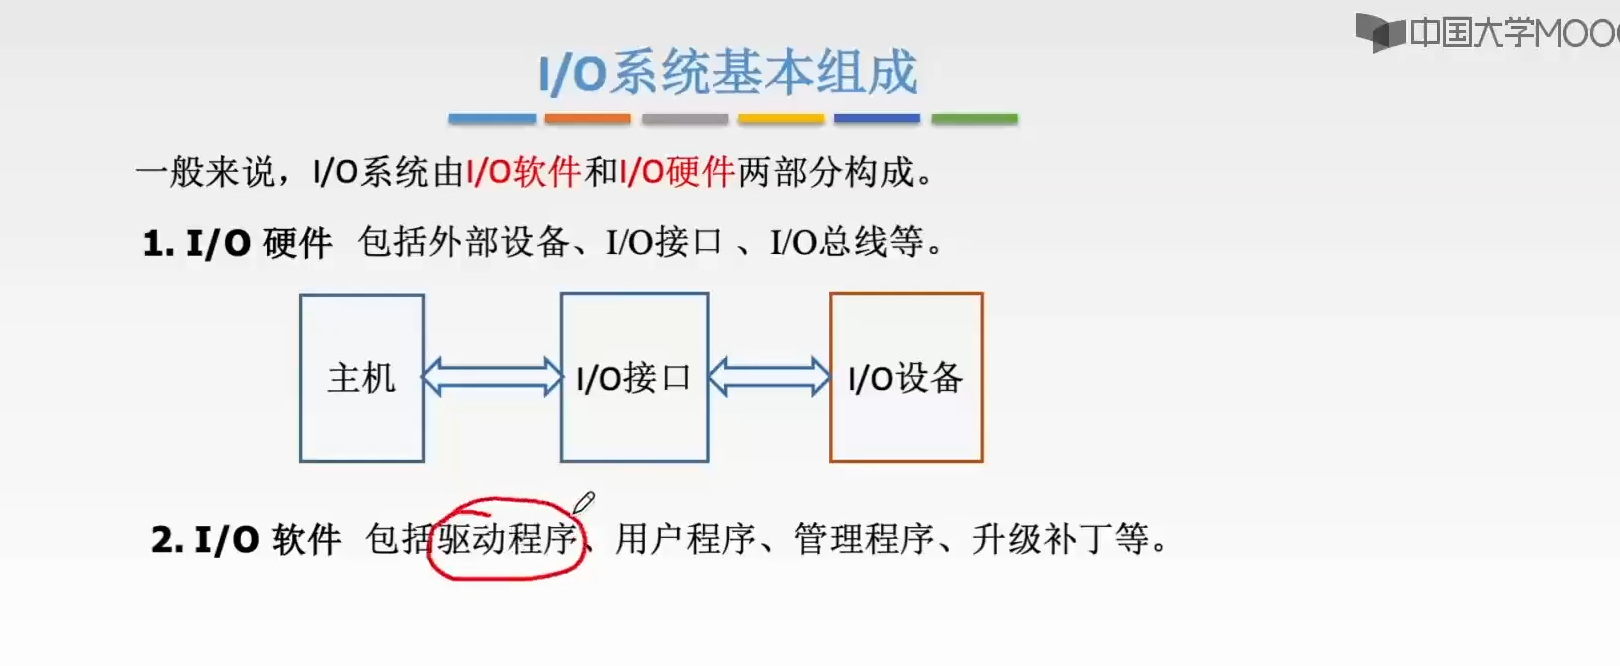 中国大学MOO
I/O系统基本组成
一般来说，I/O系统由I/O软件和I/O硬件两部分构成。
1. I/O 硬件 包括外部设备、I/O接口 、I/O总线等。
主机
I/O接口
I/O设备
2. I/O 软件 包括驱动程序、用户程序、管理程序、升级补丁等。